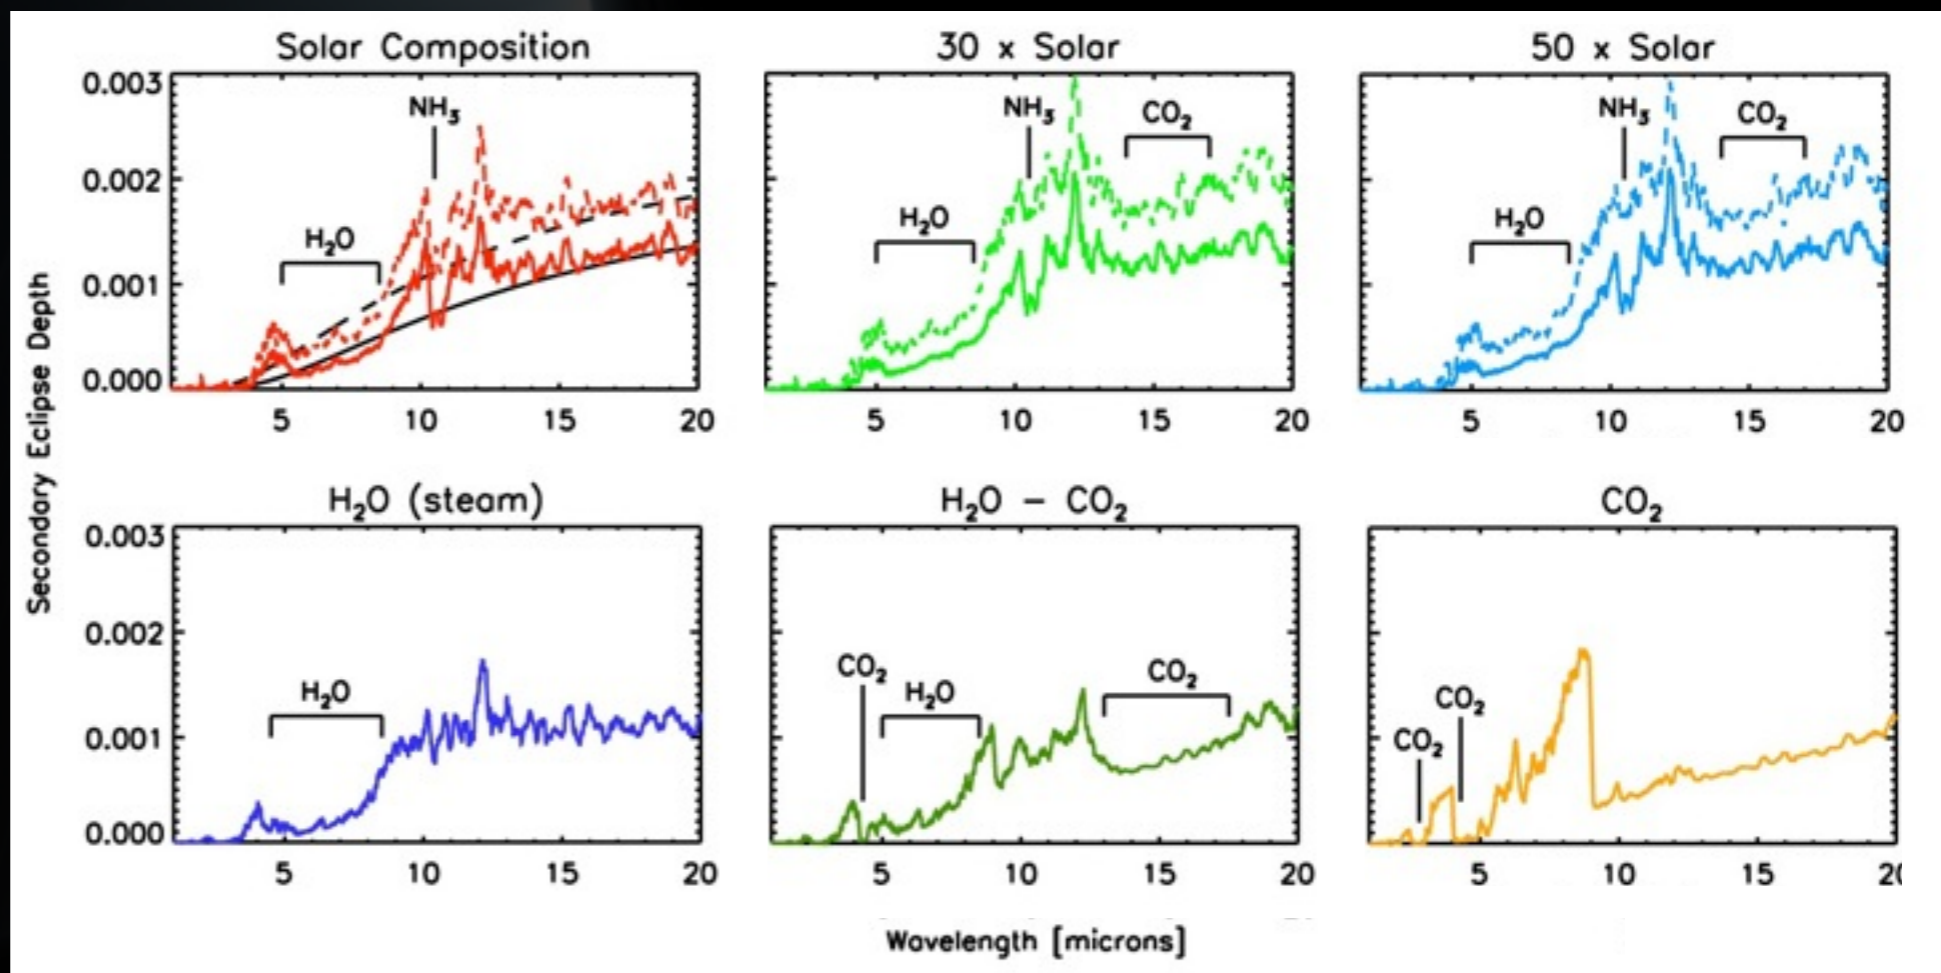 Solar Composition
30 x Solar
50 x Solar
0.003
0.002
0.001
0.000
NH₃
H₂O
5 10 15 20
NH₃
CO₂
H₂O
5 10 15 20
NH₃
CO₂
H₂O
5 10 15 20
Secondary Eclipse Depth
H₂O (steam)
H₂O – CO₂
CO₂
0.003
0.002
0.001
0.000
H₂O
5 10 15 20
CO₂
H₂O
CO₂
5 10 15 20
CO₂
CO₂
5 10 15 20
Wavelength [microns]